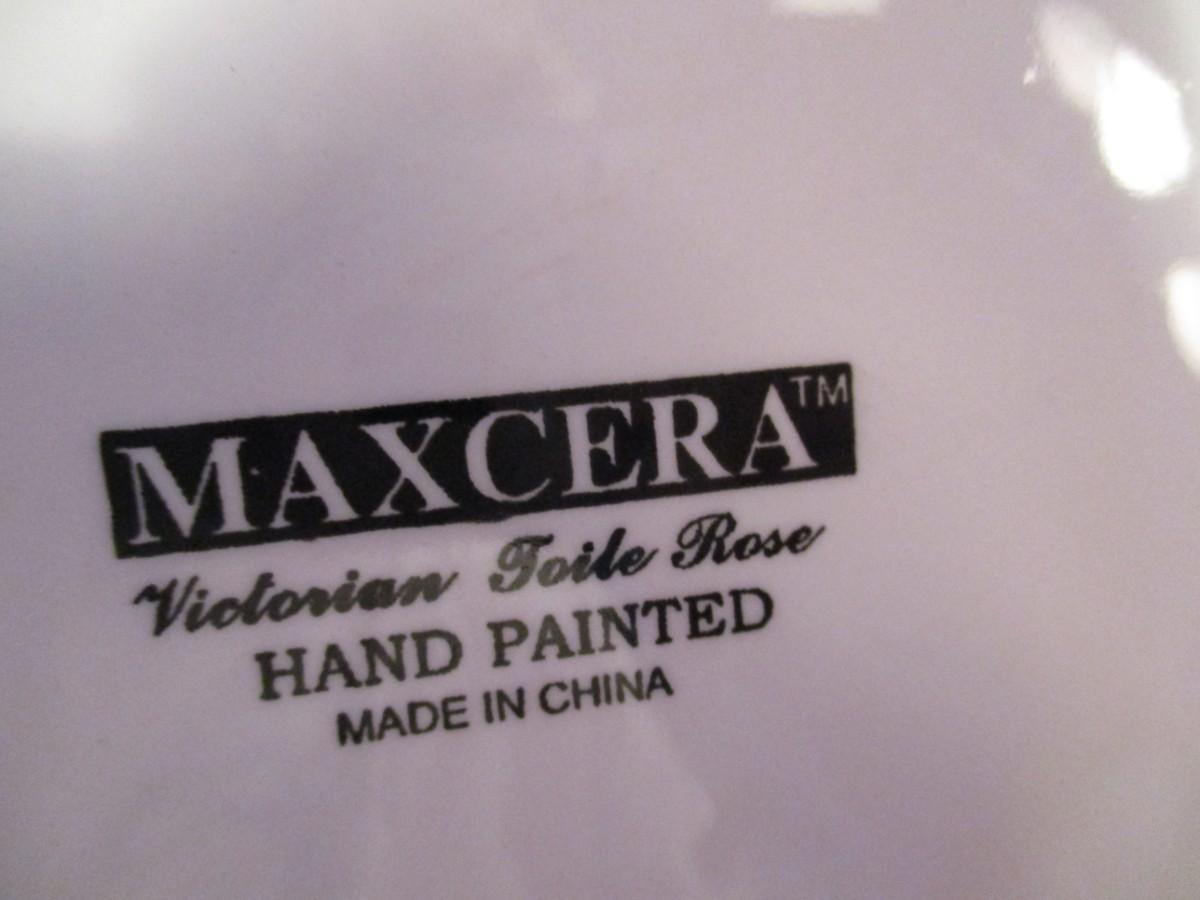 MAXCERA™
Victorian Toile Rose
HAND PAINTED
MADE IN CHINA